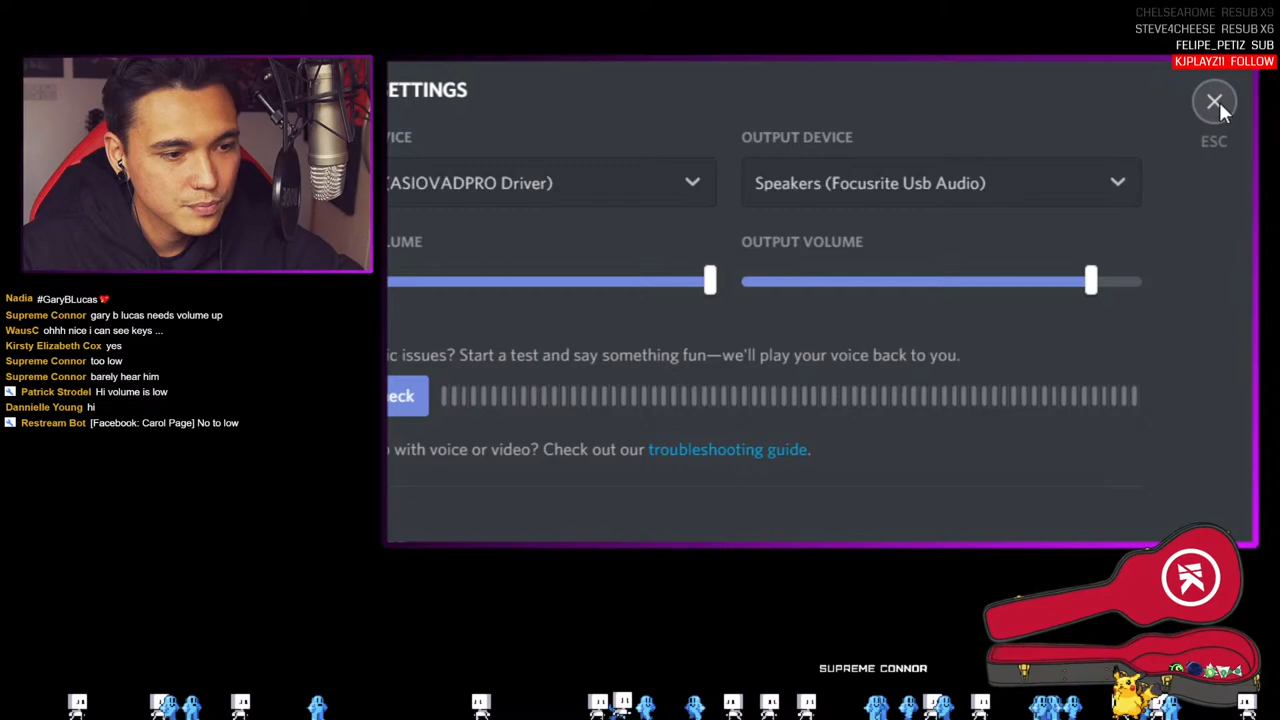 CHELSEAROME RESUB X9
STEVE4CHEESE RESUB X6
FELIPE_PETIZ SUB
KJPLAYZ11 FOLLOW
ETTINGS
ESC
VICE
OUTPUT DEVICE
(ASIOVADPRO Driver)
Speakers (Focusrite Usb Audio)
LUME
OUTPUT VOLUME
ic issues? Start a test and say something fun—we'll play your voice back to you.
eck
p with voice or video? Check out our troubleshooting guide.
Nadia #GaryBLucas
Supreme Connor gary b lucas needs volume up
WausC ohhh nice i can see keys ...
Kirsty Elizabeth Cox yes
Supreme Connor too low
Supreme Connor barely hear him
Patrick Strodel Hi volume is low
Dannielle Young hi
Restream Bot [Facebook: Carol Page] No to low
SUPREME CONNOR